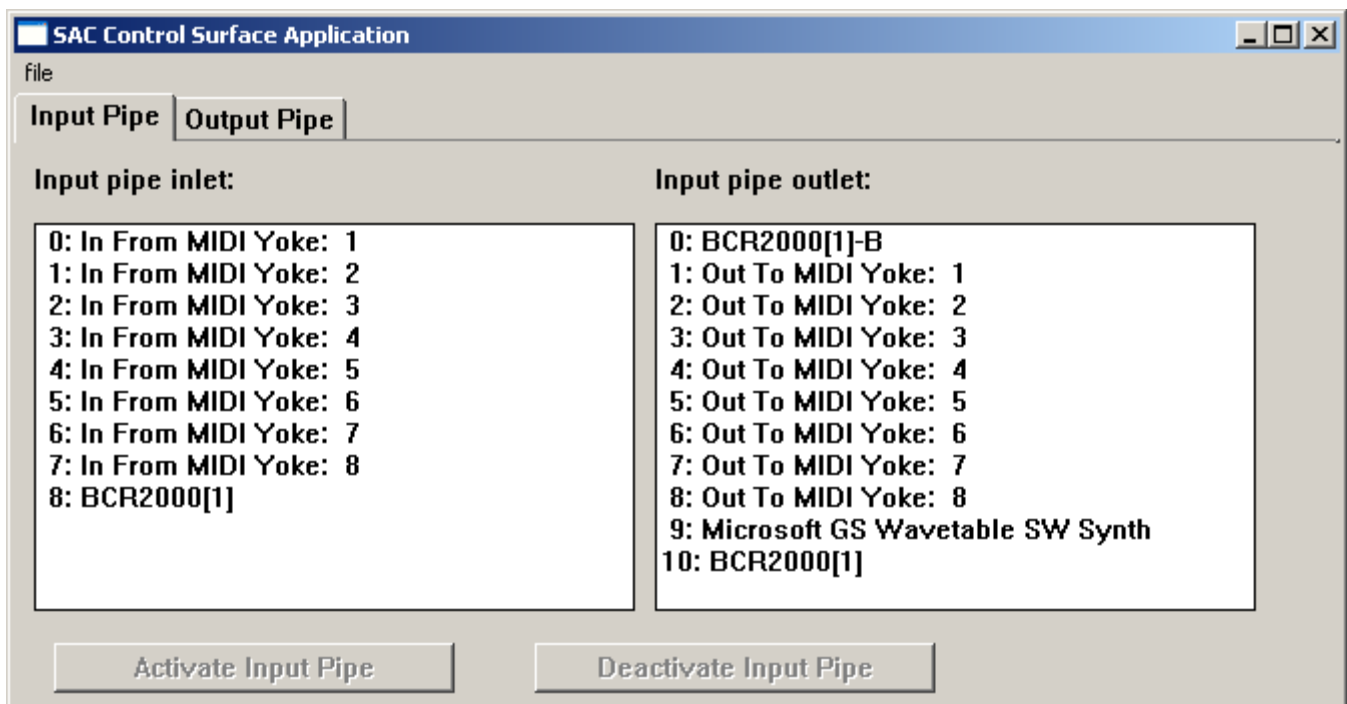 SAC Control Surface Application
file
Input Pipe Output Pipe
Input pipe inlet:
0: In From MIDI Yoke:  1
1: In From MIDI Yoke:  2
2: In From MIDI Yoke:  3
3: In From MIDI Yoke:  4
4: In From MIDI Yoke:  5
5: In From MIDI Yoke:  6
6: In From MIDI Yoke:  7
7: In From MIDI Yoke:  8
8: BCR2000[1]
Input pipe outlet:
0: BCR2000[1]-B
1: Out To MIDI Yoke:  1
2: Out To MIDI Yoke:  2
3: Out To MIDI Yoke:  3
4: Out To MIDI Yoke:  4
5: Out To MIDI Yoke:  5
6: Out To MIDI Yoke:  6
7: Out To MIDI Yoke:  7
8: Out To MIDI Yoke:  8
9: Microsoft GS Wavetable SW Synth
10: BCR2000[1]
Activate Input Pipe
Deactivate Input Pipe